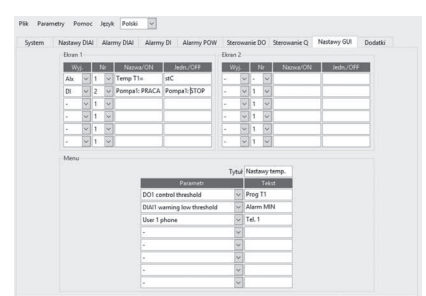 Plik Parametry Pomoc Język Polski
System Nastawy DIAI Alarmy DIAI Alarmy DI Alarmy POW Sterowanie DO Sterowanie Q Nastawy GUI Dodatki
Ekran 1
Wyj. Nr Nazwa/ON Jedn./OFF
AIx 1 Temp T1= stC
DI 2 Pompa1: PRACA Pompa1: STOP
- 1
- 1
- 1
- 1
Ekran 2
Wyj. Nr Nazwa/ON Jedn./OFF
- -
- 1
- 1
- 1
- 1
- 1
Menu
Tytuł Nastawy temp.
Parametr Tekst
DO1 control threshold Prog T1
DIAI1 warning low threshold Alarm MIN
User 1 phone Tel. 1
-
-
-
-
-